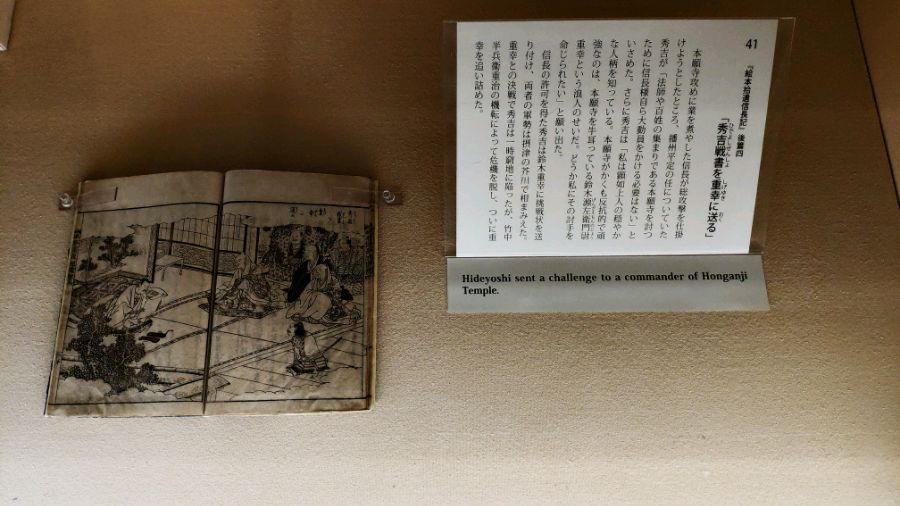 41
『絵本拾遺信長記』後篇四
「秀吉戦書を重幸に送る」
本願寺攻めに業を煮やした信長が総攻撃を仕掛
けようとしたところ、播州平定の任についていた
秀吉が「法師や百姓の集まりである本願寺を討つ
ために信長様自ら大動員をかける必要はない」と
いさめた。さらに秀吉は「私は顕如上人の穏やか
な人柄を知っている。本願寺がかくも反抗的で頑
強なのは、本願寺を牛耳っている鈴木源左衛門尉
重幸という浪人のせいだ。どうか私にその討手を
命じられたい」と願い出た。
信長の許可を得た秀吉は鈴木重幸に挑戦状を送
り付け、両者の軍勢は摂津の芥川で相まみえた。
重幸との決戦で秀吉は一時窮地に陥ったが、竹中
半兵衛重治の機転によって危機を脱し、ついに重
幸を追い詰めた。
Hideyoshi sent a challenge to a commander of Honganji
Temple.